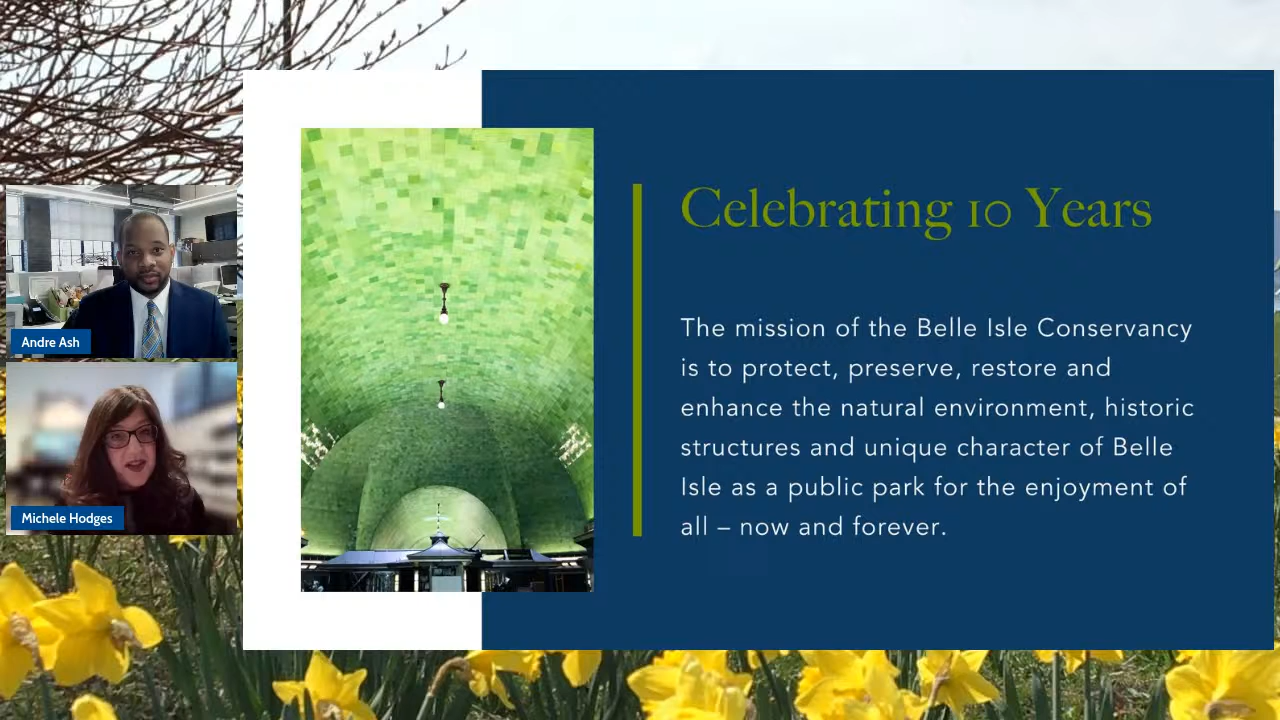 Andre Ash
Michele Hodges
Celebrating 10 Years
The mission of the Belle Isle Conservancy
is to protect, preserve, restore and
enhance the natural environment, historic
structures and unique character of Belle
Isle as a public park for the enjoyment of
all – now and forever.